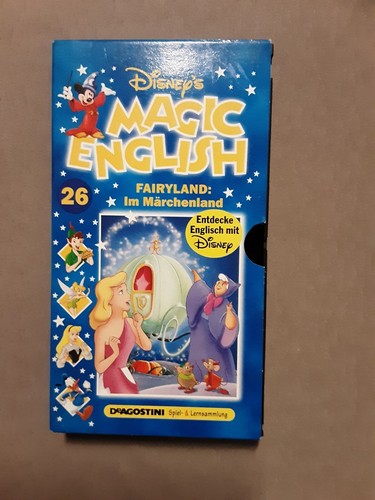 Disney's
MAGIC
ENGLISH
26
FAIRYLAND:
Im Märchenland
Entdecke
Englisch mit
Disney
DeAGOSTINI Spiel- & Lernsammlung